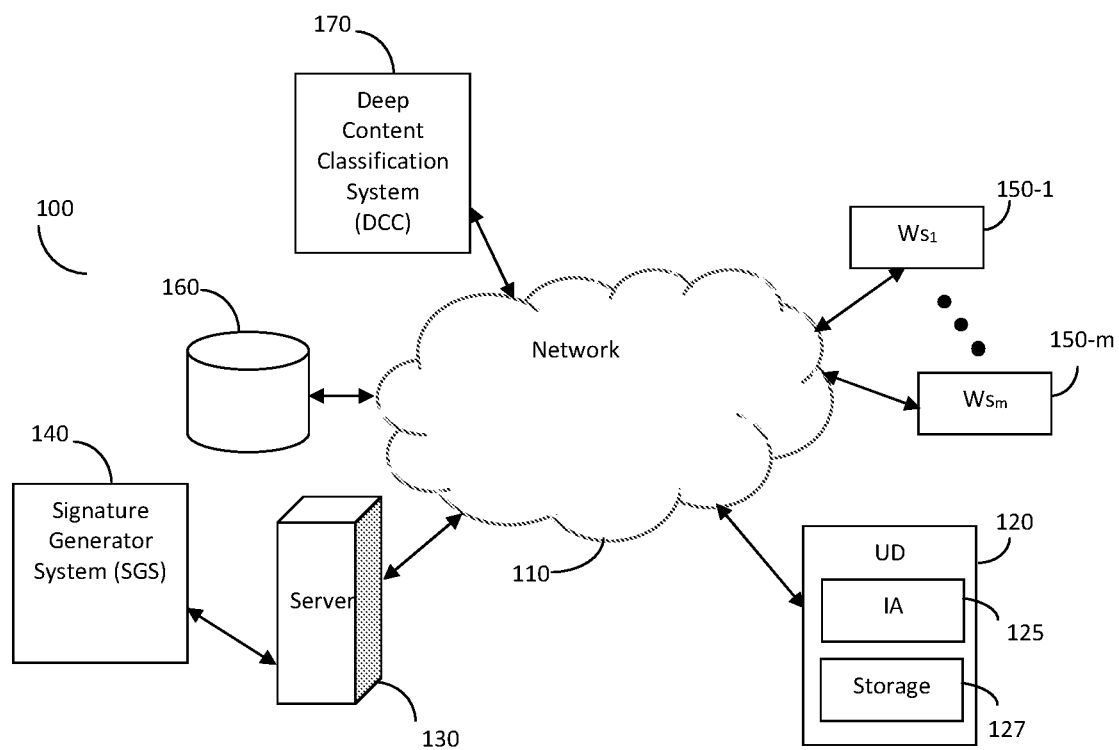 170
Deep
Content
Classification
System
(DCC)
100
150-1
Ws₁
160
Network
150-m
Wsₘ
140
Signature
Generator
System (SGS)
Server
110
120
UD
IA
125
Storage
127
130